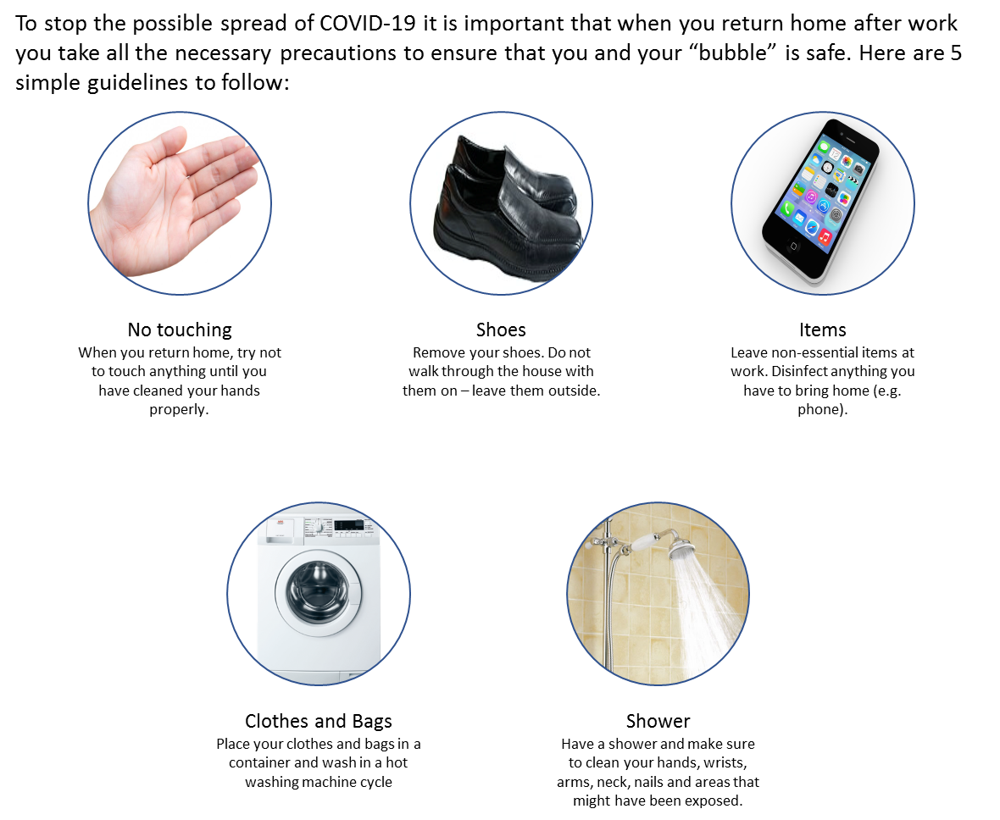 To stop the possible spread of COVID-19 it is important that when you return home after work
you take all the necessary precautions to ensure that you and your “bubble” is safe. Here are 5
simple guidelines to follow:
No touching
When you return home, try not
to touch anything until you
have cleaned your hands
properly.
Shoes
Remove your shoes. Do not
walk through the house with
them on – leave them outside.
Items
Leave non-essential items at
work. Disinfect anything you
have to bring home (e.g.
phone).
Clothes and Bags
Place your clothes and bags in a
container and wash in a hot
washing machine cycle
Shower
Have a shower and make sure
to clean your hands, wrists,
arms, neck, nails and areas that
might have been exposed.